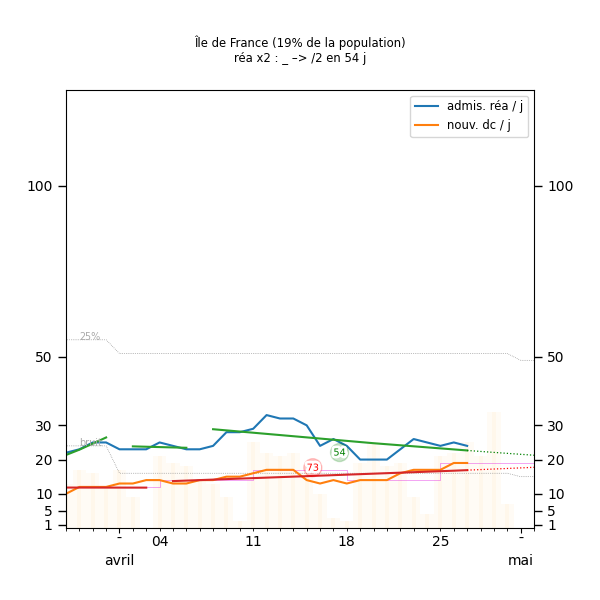 Île de France (19% de la population)
réa x2 : _ –> /2 en 54 j
admis. réa / j
nouv. dc / j
100
100
25%
50
50
30
30
bruit
54
20
20
73
10
10
5
5
1
1
- 04 11 18 25 -
avril
mai